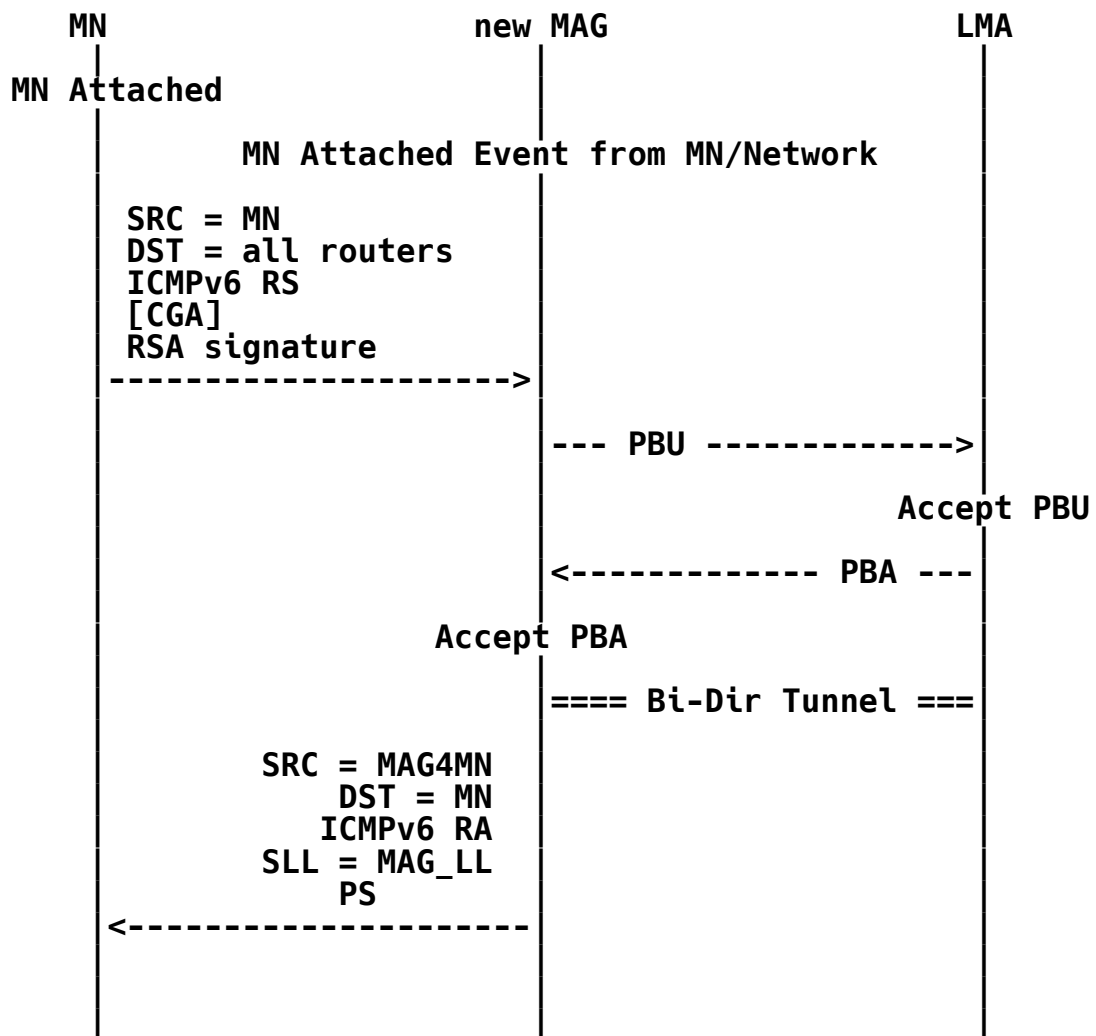 MN new MAG LMA
MN Attached
MN Attached Event from MN/Network
SRC = MN
DST = all routers
ICMPv6 RS
[CGA]
RSA signature
--------------------->
--- PBU ------------->
Accept PBU
<------------- PBA ---
Accept PBA
==== Bi-Dir Tunnel ===
SRC = MAG4MN
DST = MN
ICMPv6 RA
SLL = MAG_LL
PS
<---------------------